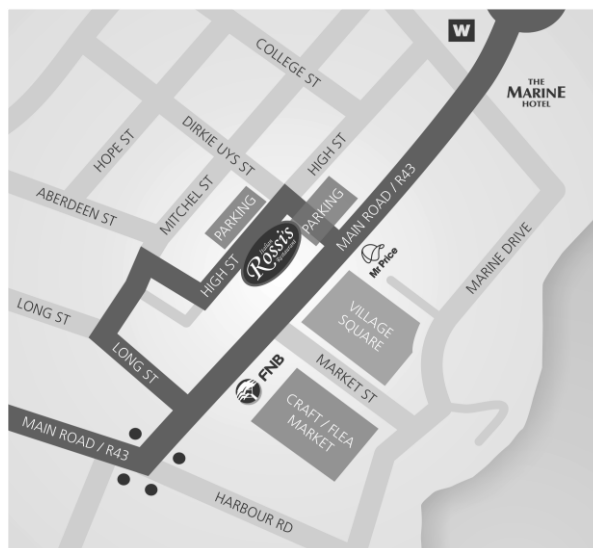 W
THE
MARINE
HOTEL
COLLEGE ST
DIRKIE UYS ST
HIGH ST
HOPE ST
MITCHEL ST
ABERDEEN ST
PARKING
PARKING
MAIN ROAD / R43
Italian
Rossi's
Restaurant
HIGH ST
Mr Price
MARINE DRIVE
VILLAGE
SQUARE
LONG ST
LONG ST
MARKET ST
FNB
CRAFT / FLEA
MARKET
MAIN ROAD / R43
HARBOUR RD